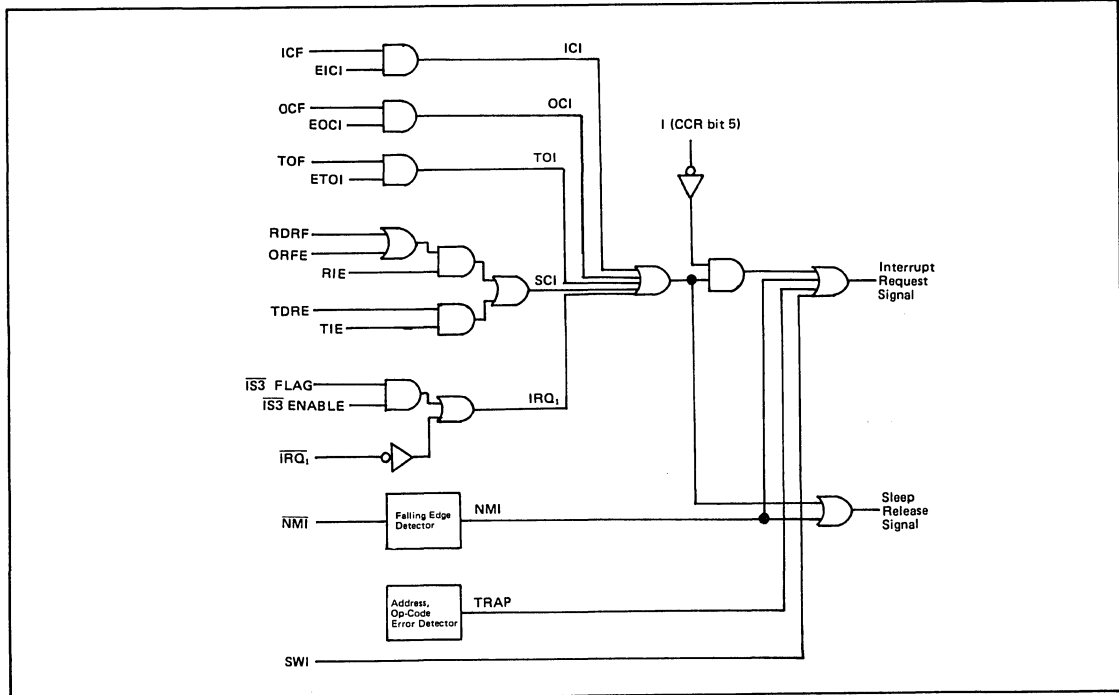 ICF
EICI
ICI
OCF
EOCI
OCI
I (CCR bit 5)
TOF
ETOI
TOI
RDRF
ORFE
RIE
SCI
TDRE
TIE
Interrupt
Request
Signal
IS3 FLAG
IS3 ENABLE
IRQ₁
IRQ₁
NMI
Falling Edge
Detector
NMI
Sleep
Release
Signal
Address,
Op-Code
Error Detector
TRAP
SWI